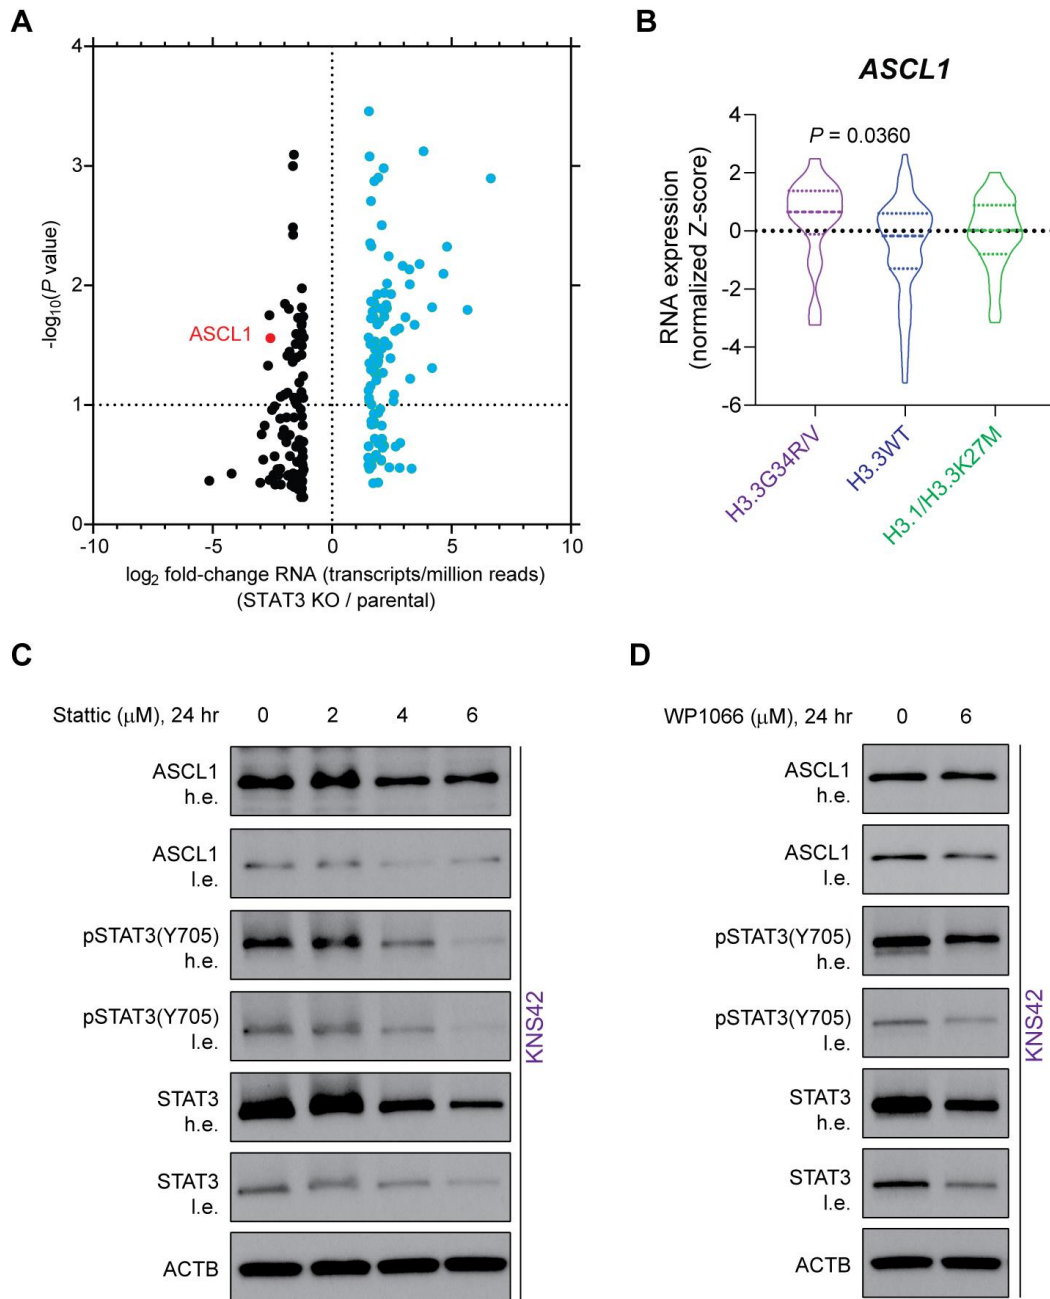 A
4
3
2
1
0
-log10(P value)
ASCL1
-10
-5
0
5
10
log2 fold-change RNA (transcripts/million reads)
(STAT3 KO / parental)
B
ASCL1
P = 0.0360
4
2
0
-2
-4
-6
RNA expression
(normalized Z-score)
H3.3G34R/V
H3.3WT
H3.1/H3.3K27M
C
Stattic (μM), 24 hr 0 2 4 6
ASCL1
h.e.
ASCL1
l.e.
pSTAT3(Y705)
h.e.
pSTAT3(Y705)
l.e.
STAT3
h.e.
STAT3
l.e.
ACTB
KNS42
D
WP1066 (μM), 24 hr 0 6
ASCL1
h.e.
ASCL1
l.e.
pSTAT3(Y705)
h.e.
pSTAT3(Y705)
l.e.
STAT3
h.e.
STAT3
l.e.
ACTB
KNS42